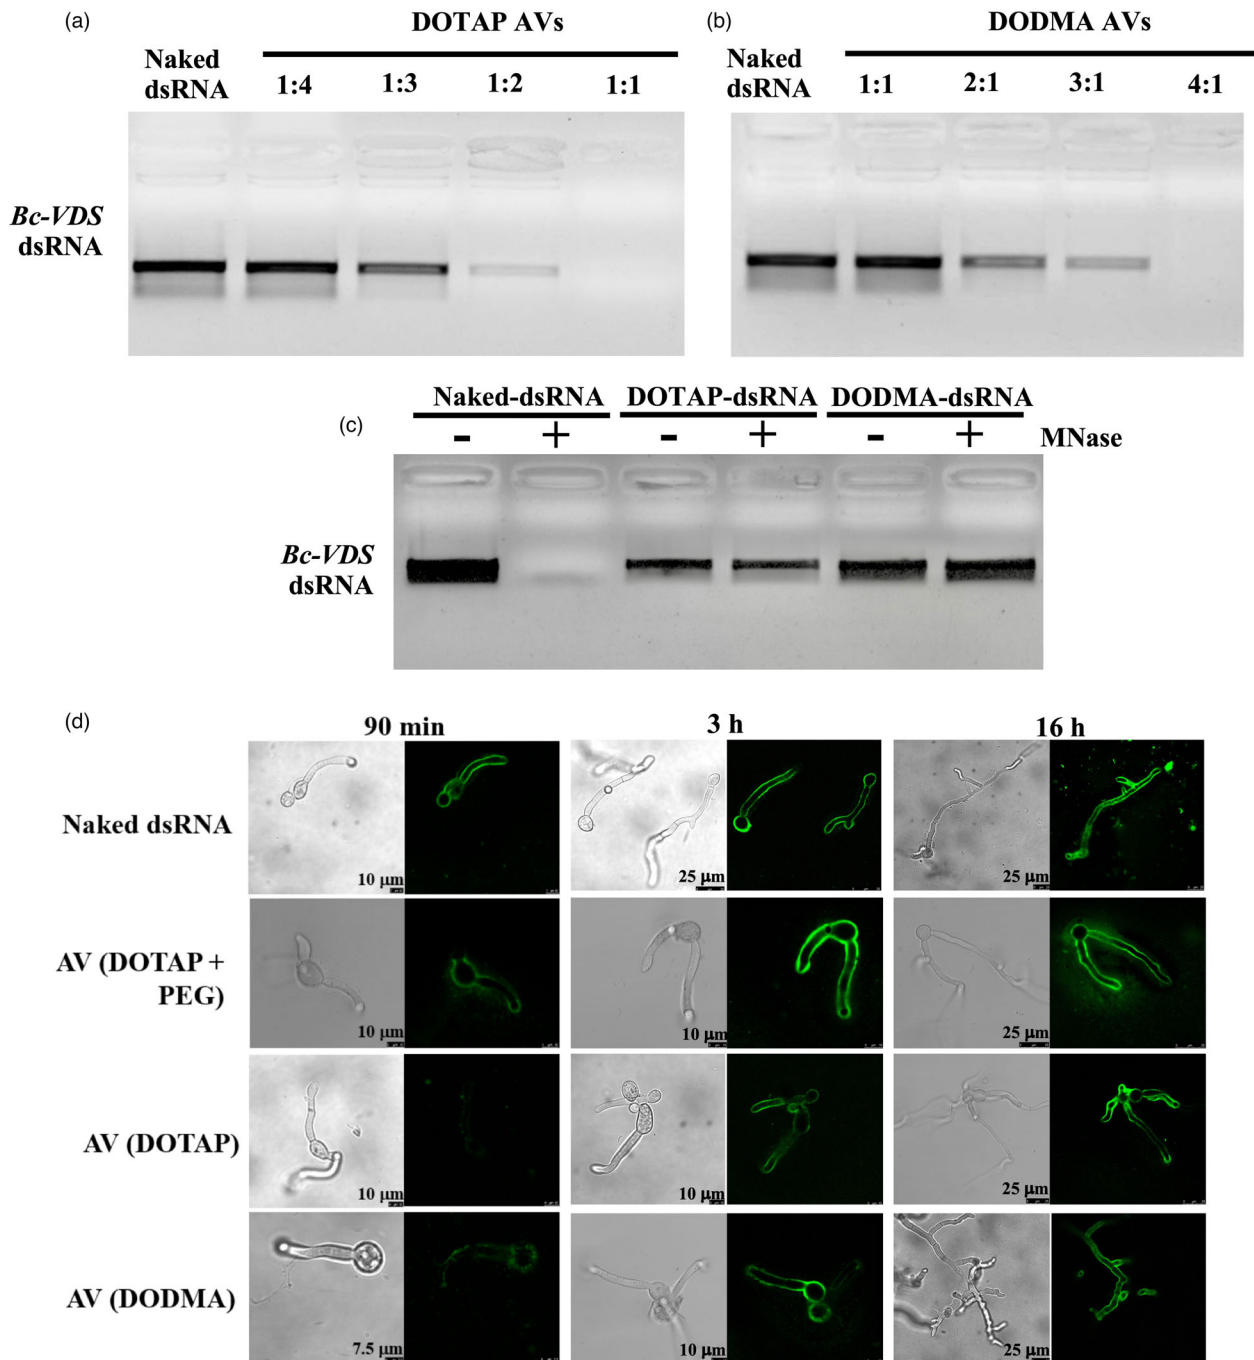 (a)
DOTAP AVs
Naked
dsRNA
1:4 1:3 1:2 1:1
Bc-VDS
dsRNA
(b)
DODMA AVs
Naked
dsRNA
1:1 2:1 3:1 4:1
(c)
Naked-dsRNA DOTAP-dsRNA DODMA-dsRNA
- + - + - + MNase
Bc-VDS
dsRNA
(d)
90 min 3 h 16 h
Naked dsRNA
10 μm 25 μm 25 μm
AV (DOTAP +
PEG)
10 μm 10 μm 25 μm
AV (DOTAP)
10 μm 10 μm 25 μm
AV (DODMA)
7.5 μm 10 μm 25 μm